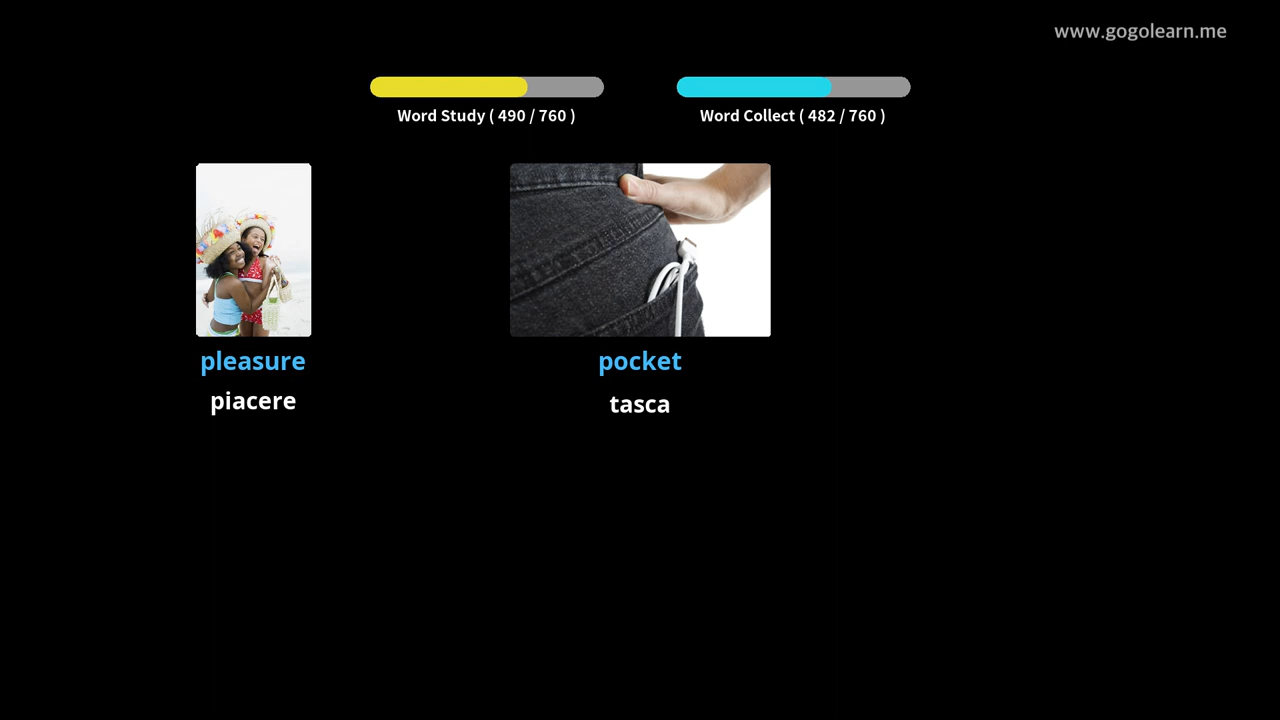 www.gogolearn.me
Word Study ( 490 / 760 )
Word Collect ( 482 / 760 )
pleasure
piacere
pocket
tasca